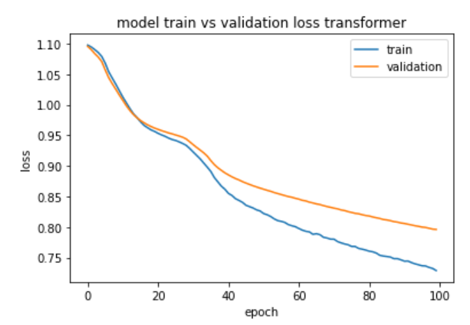 model train vs validation loss transformer
train
validation
1.10
1.05
1.00
0.95
0.90
0.85
0.80
0.75
loss
0
20
40
60
80
100
epoch